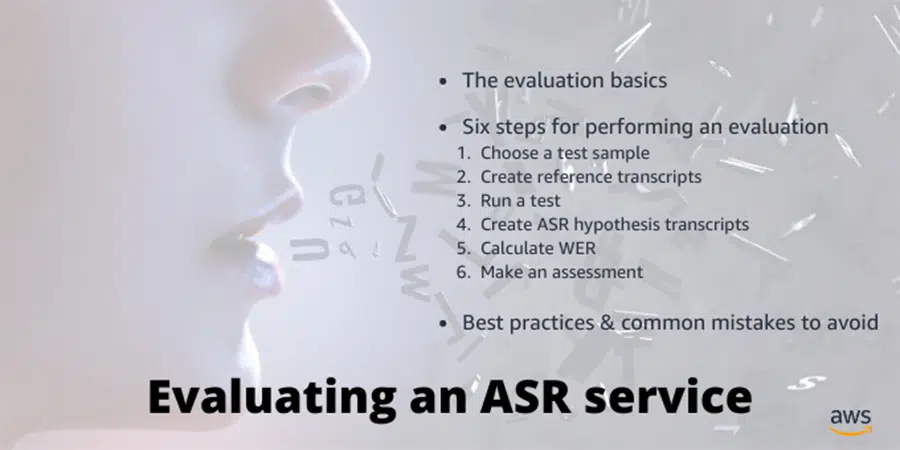 • The evaluation basics
• Six steps for performing an evaluation
1. Choose a test sample
2. Create reference transcripts
3. Run a test
4. Create ASR hypothesis transcripts
5. Calculate WER
6. Make an assessment
• Best practices & common mistakes to avoid
Evaluating an ASR service
aws